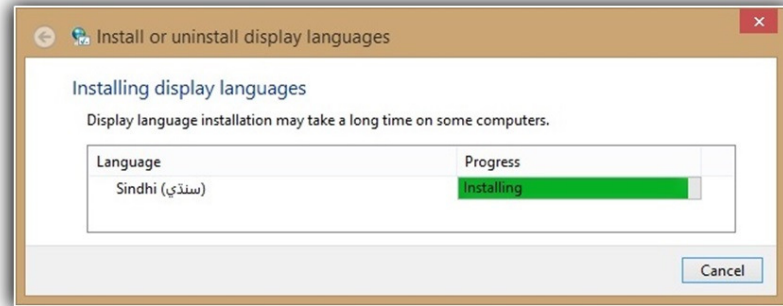 Install or uninstall display languages
Installing display languages
Display language installation may take a long time on some computers.
Language Progress
Sindhi (سنڌي) Installing
Cancel